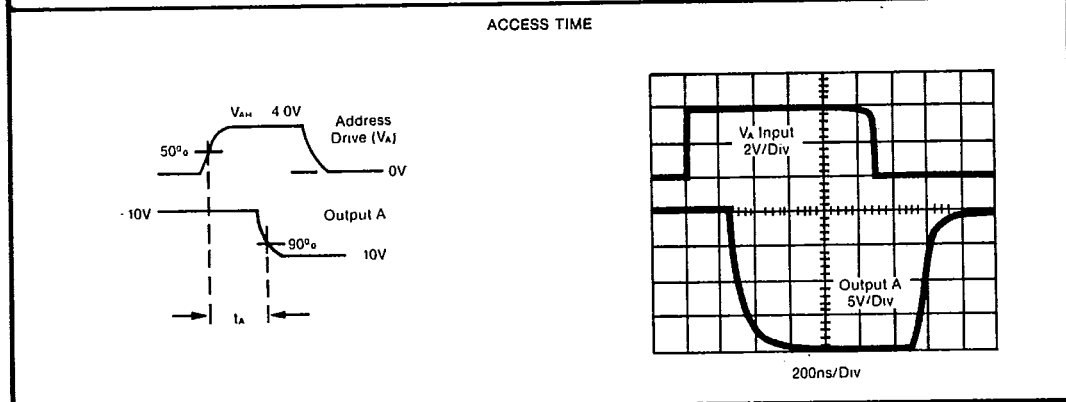 ACCESS TIME
VAH 4.0V
Address
Drive (VA)
50%
0V
- 10V
Output A
90%
10V
tA
VA Input
2V/Div
Output A
5V/Div
200ns/Div